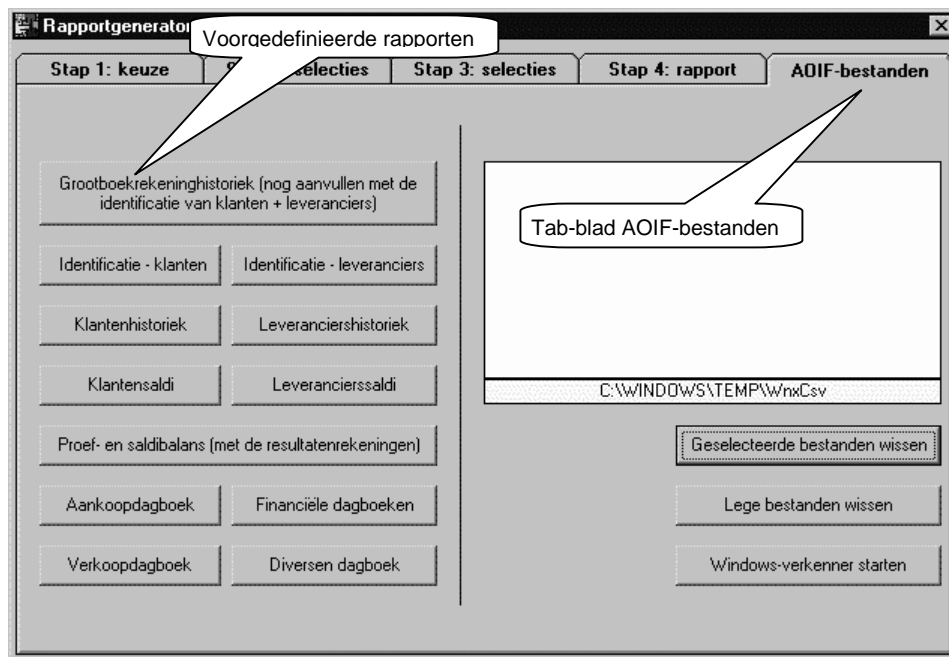 Rapportgenerator
Voorgedefinieerde rapporten
Stap 1: keuze
selecties
Stap 3: selecties
Stap 4: rapport
AOIF-bestanden
Grootboekrekeninghistoriek (nog aanvullen met de
identificatie van klanten + leveranciers)
Tab-blad AOIF-bestanden
Identificatie - klanten
Identificatie - leveranciers
Klantenhistoriek
Leveranciershistoriek
Klantensaldi
Leverancierssaldi
C:\WINDOWS\TEMP\WnxCsv
Proef- en saldibalans (met de resultatenrekeningen)
Geselecteerde bestanden wissen
Aankoopdagboek
Financiële dagboeken
Lege bestanden wissen
Verkoopdagboek
Diversen dagboek
Windows-verkenner starten